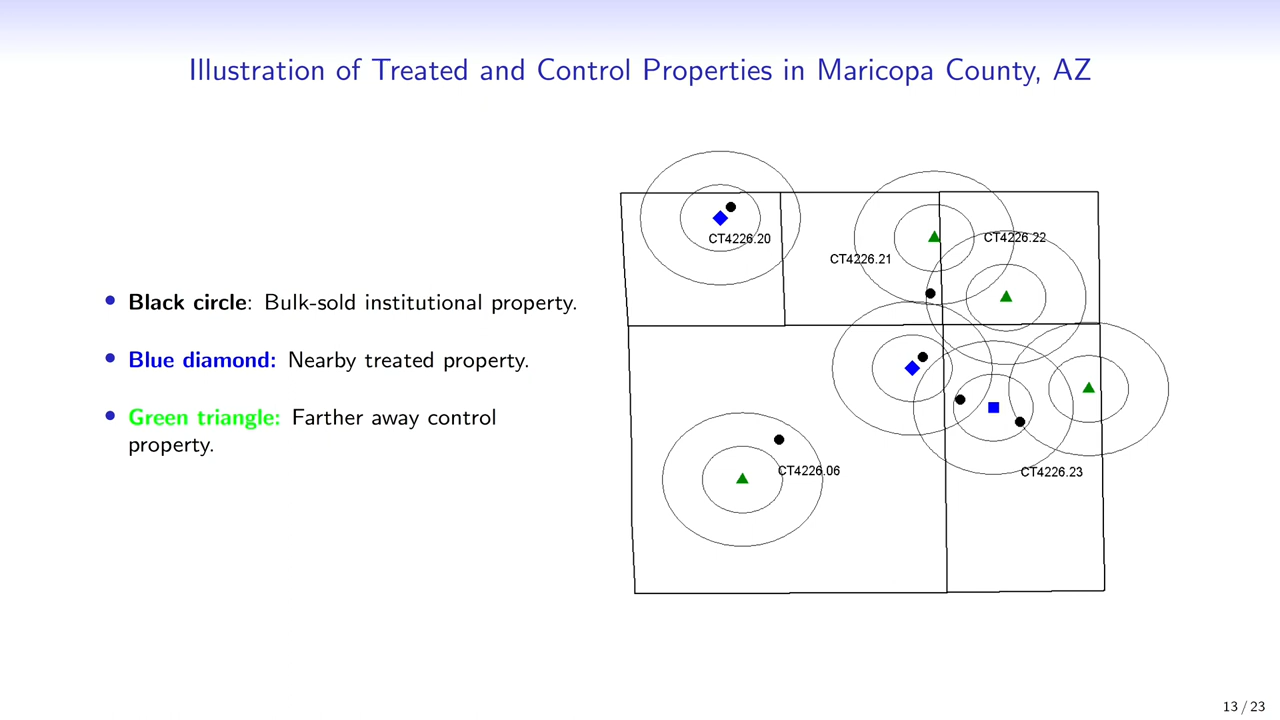 Illustration of Treated and Control Properties in Maricopa County, AZ
• Black circle: Bulk-sold institutional property.
• Blue diamond: Nearby treated property.
• Green triangle: Farther away control
property.
CT4226.20
CT4226.21
CT4226.22
CT4226.06
CT4226.23
13 / 23